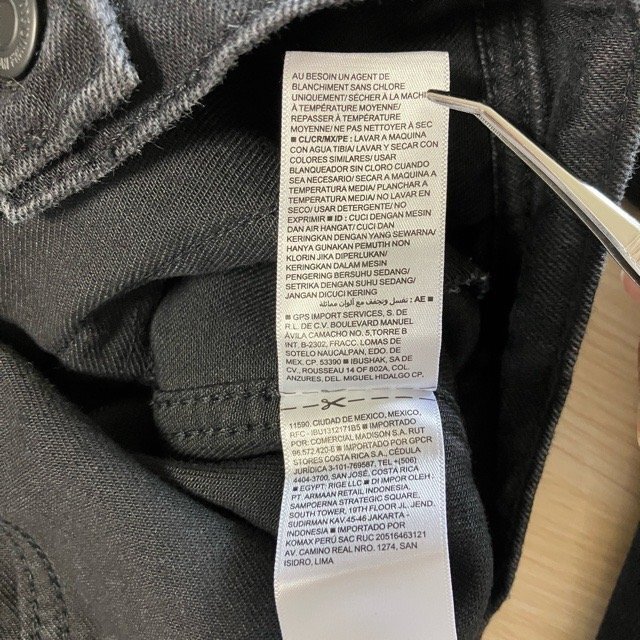 AU BESOIN UN AGENT DE
BLANCHIMENT SANS CHLORE
UNIQUEMENT/ SÉCHER À LA MACHI
À TEMPÉRATURE MOYENNE/
REPASSER À TEMPÉRATURE
MOYENNE/ NE PAS NETTOYER À SEC
■ CL/CR/MX/PE : LAVAR A MAQUINA
CON AGUA TIBIA/ LAVAR Y SECAR CON
COLORES SIMILARES/ USAR
BLANQUEADOR SIN CLORO CUANDO
SEA NECESARIO/ SECAR A MAQUINA A
TEMPERATURA MEDIA/ PLANCHAR A
TEMPERATURA MEDIA/ NO LAVAR EN
SECO/ USAR DETERGENTE/ NO
EXPRIMIR ■ ID : CUCI DENGAN MESIN
DAN AIR HANGAT/ CUCI DAN
KERINGKAN DENGAN YANG SEWARNA/
HANYA GUNAKAN PEMUTIH NON
KLORIN JIKA DIPERLUKAN/
KERINGKAN DALAM MESIN
PENGERING BERSUHU SEDANG/
SETRIKA DENGAN SUHU SEDANG/
JANGAN DICUCI KERING
■ AE : تغسل وتجفف مع ألوان مماثلة
■ GPS IMPORT SERVICES, S. DE
R.L. DE C.V. BOULEVARD MANUEL
ÁVILA CAMACHO NO. 5, TORRE B
INT. B-2302, FRACC. LOMAS DE
SOTELO NAUCALPAN, EDO. DE
MEX. CP. 53390 ■ IBUSHAK, SA DE
CV., ROUSSEAU 14 OF 802A, COL.
ANZURES, DEL. MIGUEL HIDALGO CP.
11590, CIUDAD DE MEXICO, MEXICO,
RFC - IBU1312171B5 ■ IMPORTADO
POR: COMERCIAL MADISON S.A. RUT
96.572.420-6 ■ IMPORTADO POR GPCR
STORES COSTA RICA S.A., CÉDULA
JURÍDICA 3-101-769587, TEL +(506)
4404-3700, SAN JOSÉ, COSTA RICA
■ EGYPT: RIGE LLC ■ DI IMPOR OLEH :
PT. ARMAAN RETAIL INDONESIA,
SAMPOERNA STRATEGIC SQUARE,
SOUTH TOWER, 19TH FLOOR JL. JEND.
SUDIRMAN KAV.45-46 JAKARTA -
INDONESIA ■ IMPORTADO POR
KOMAX PERU SAC RUC 20516463121
AV. CAMINO REAL NRO. 1274, SAN
ISIDRO, LIMA